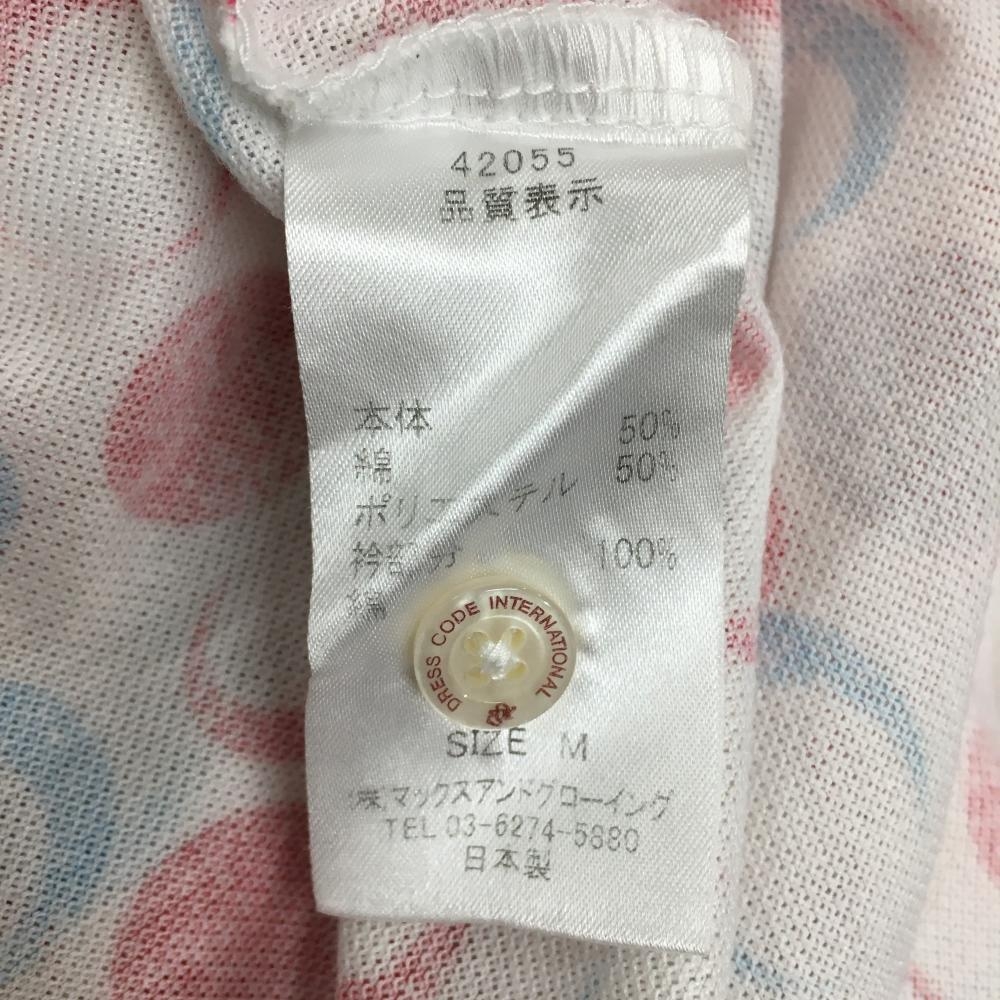 42055
品質表示
本体
綿 50%
ポリエステル 50%
衿部分
綿 100%
DRESS CODE INTERNATIONAL
SIZE M
(株)マックスアンドグローイング
TEL 03-6274-5880
日本製